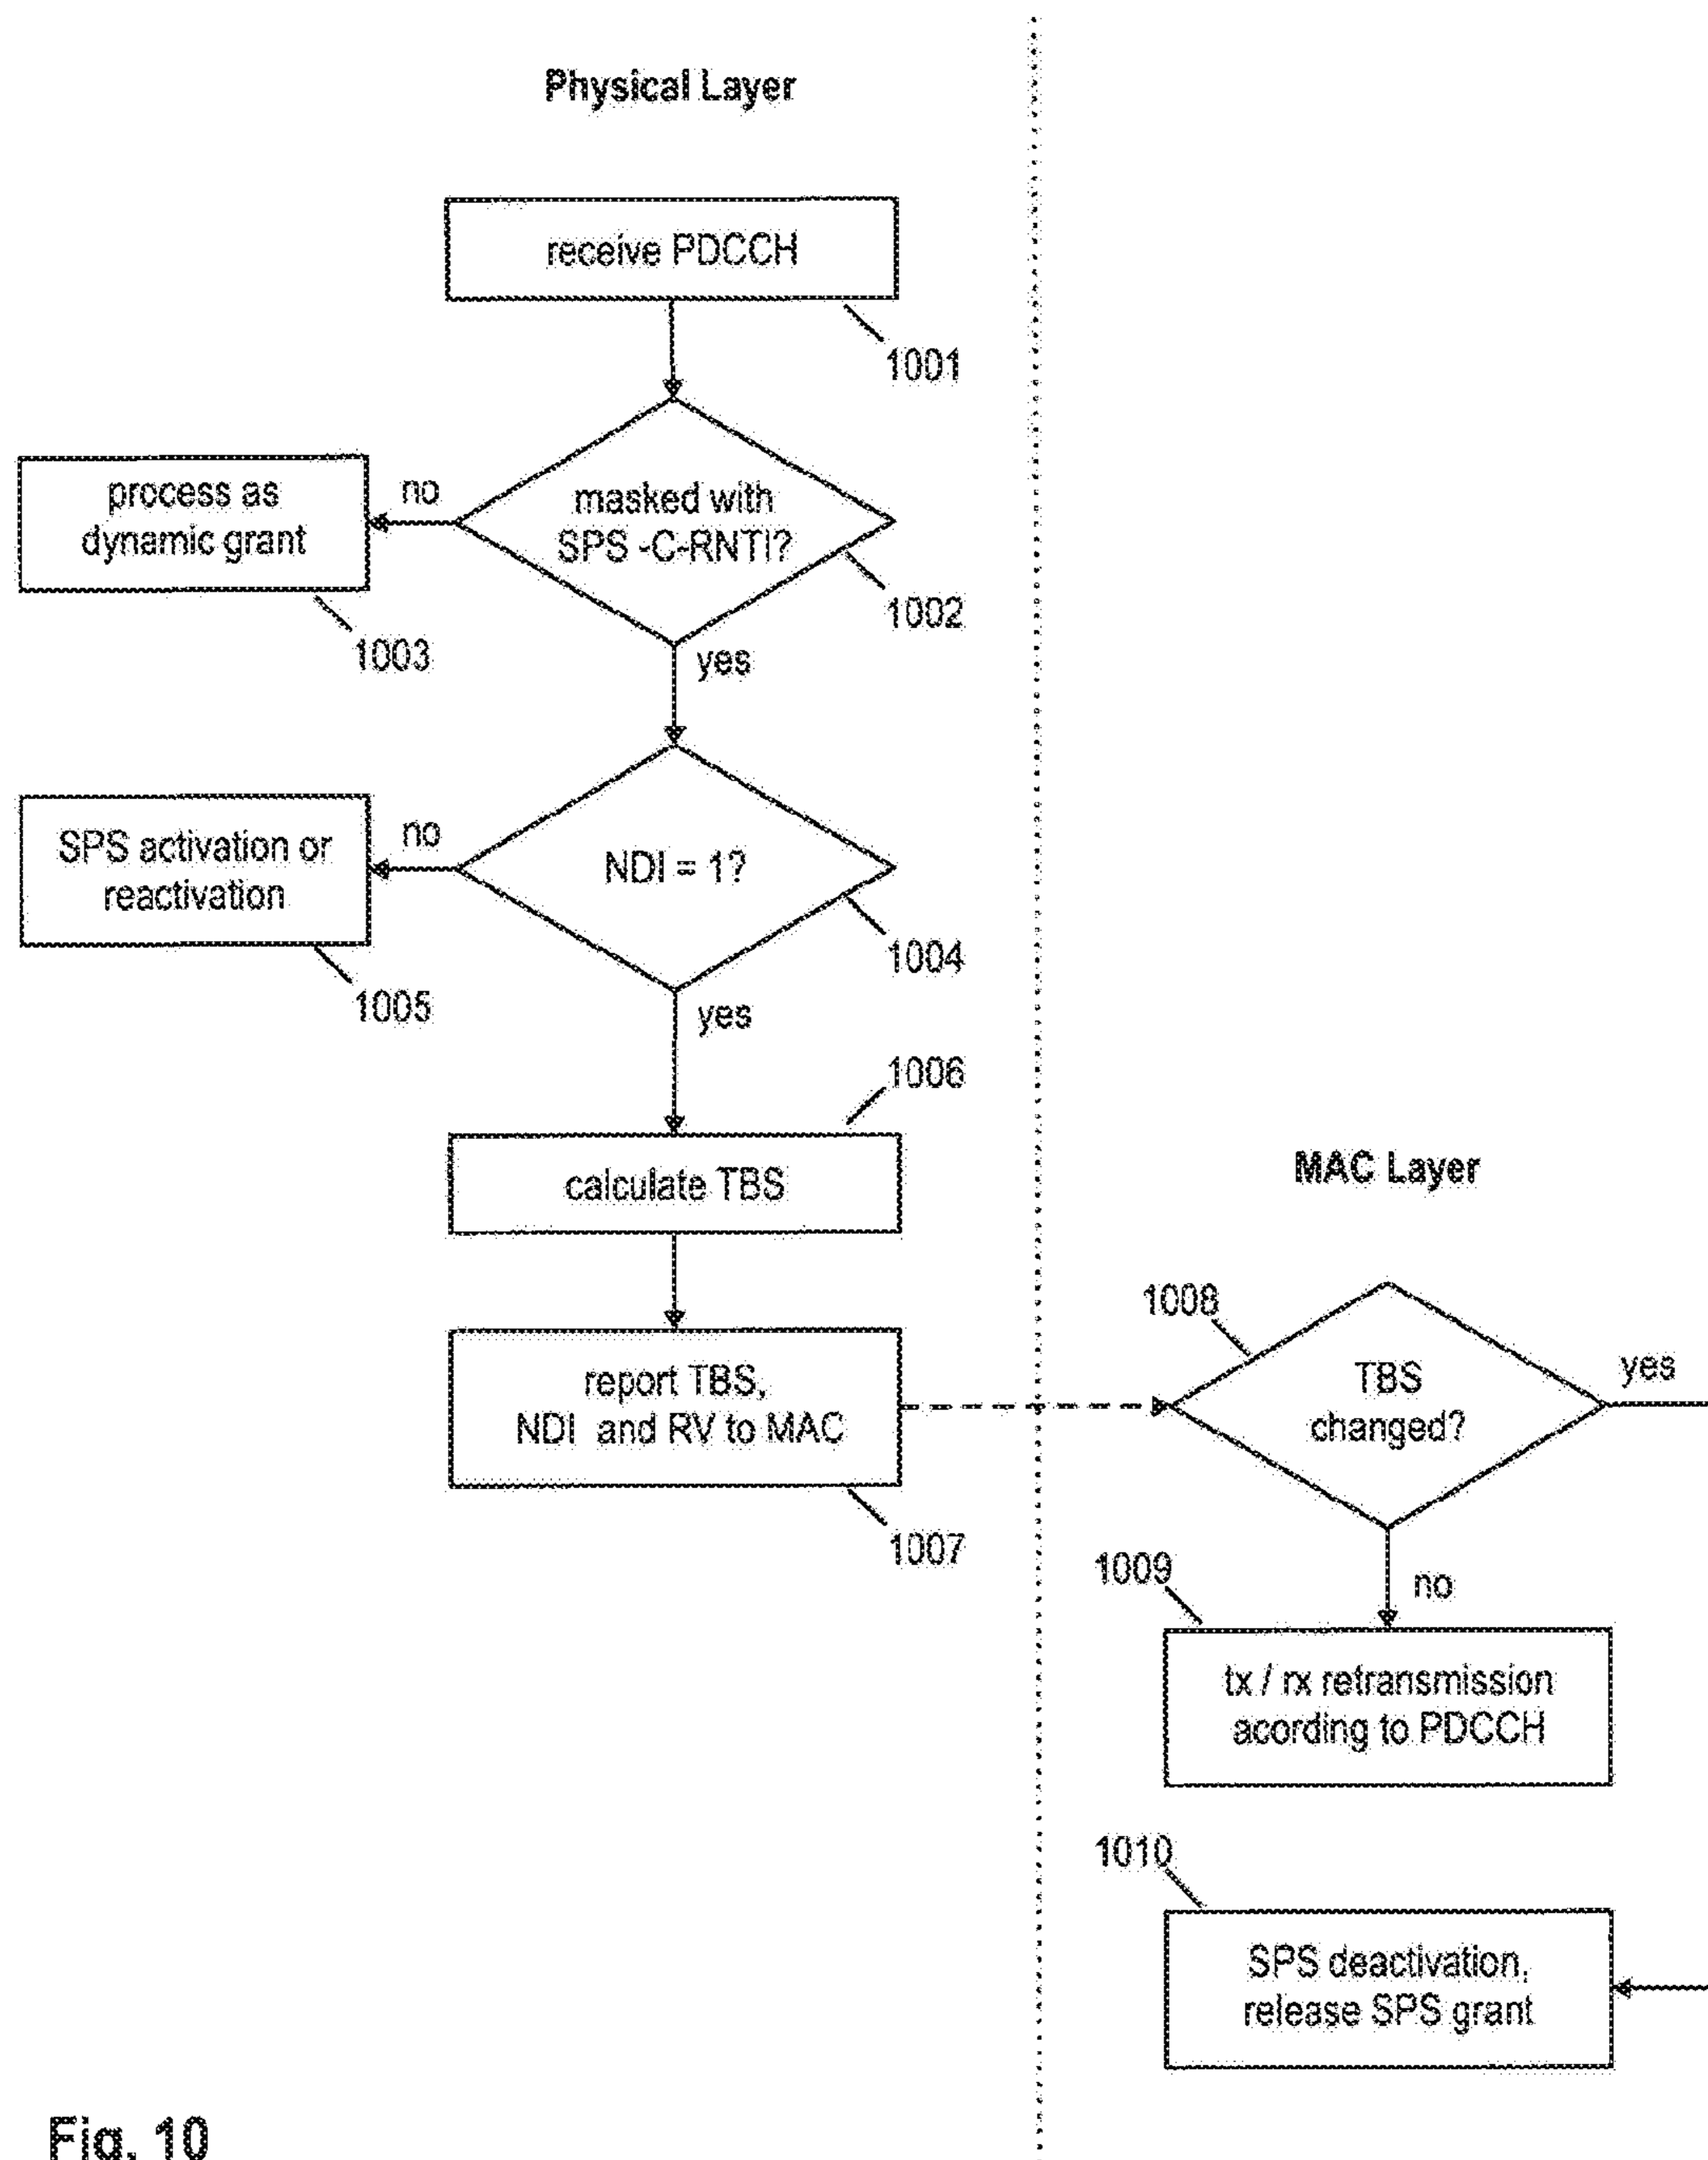 Physical Layer
receive PDCCH
1001
masked with
SPS -C-RNTI?
1002
no
process as
dynamic grant
1003
yes
NDI = 1?
1004
no
SPS activation or
reactivation
1005
yes
1006
calculate TBS
report TBS,
NDI and RV to MAC
1007
MAC Layer
1008
TBS
changed?
yes
no
1009
tx / rx retransmission
acording to PDCCH
1010
SPS deactivation,
release SPS grant
Fig. 10